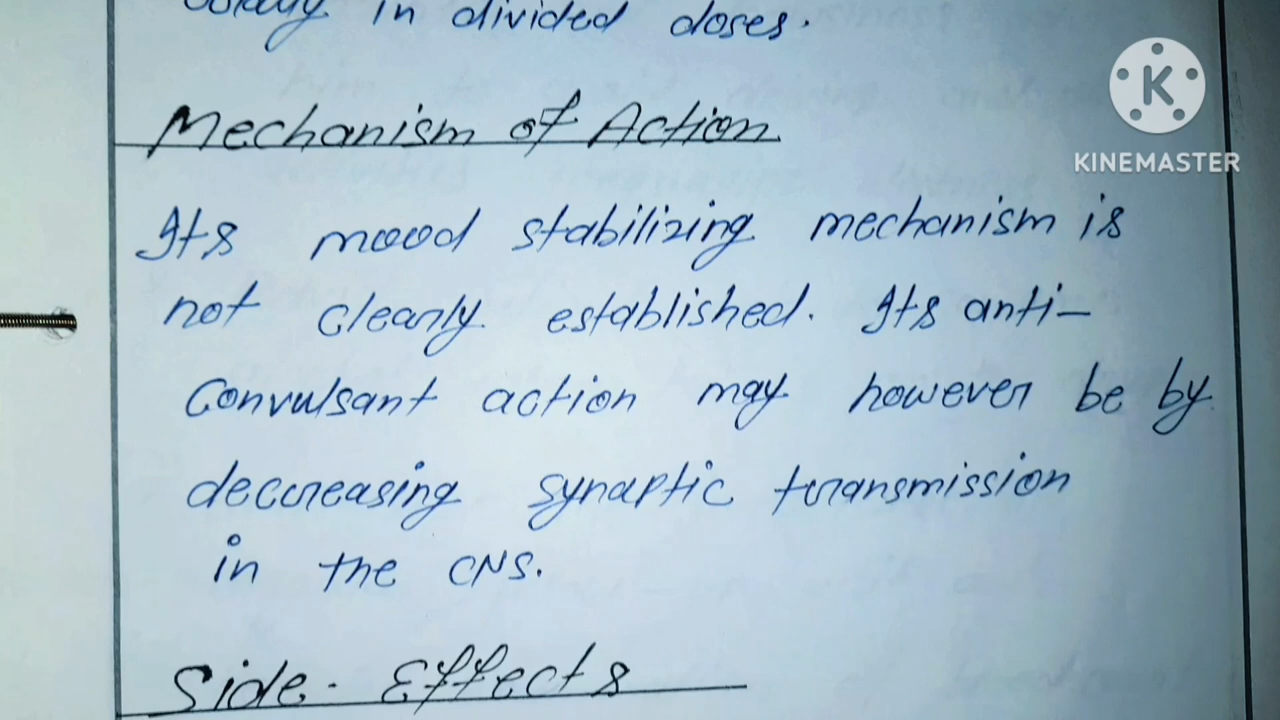 orally in divided doses.
Mechanism of Action
K
KINEMASTER
Its mood stabilizing mechanism is
not clearly established. Its anti-
convulsant action may however be by
decreasing synaptic transmission
in the CNS.
Side - Effects